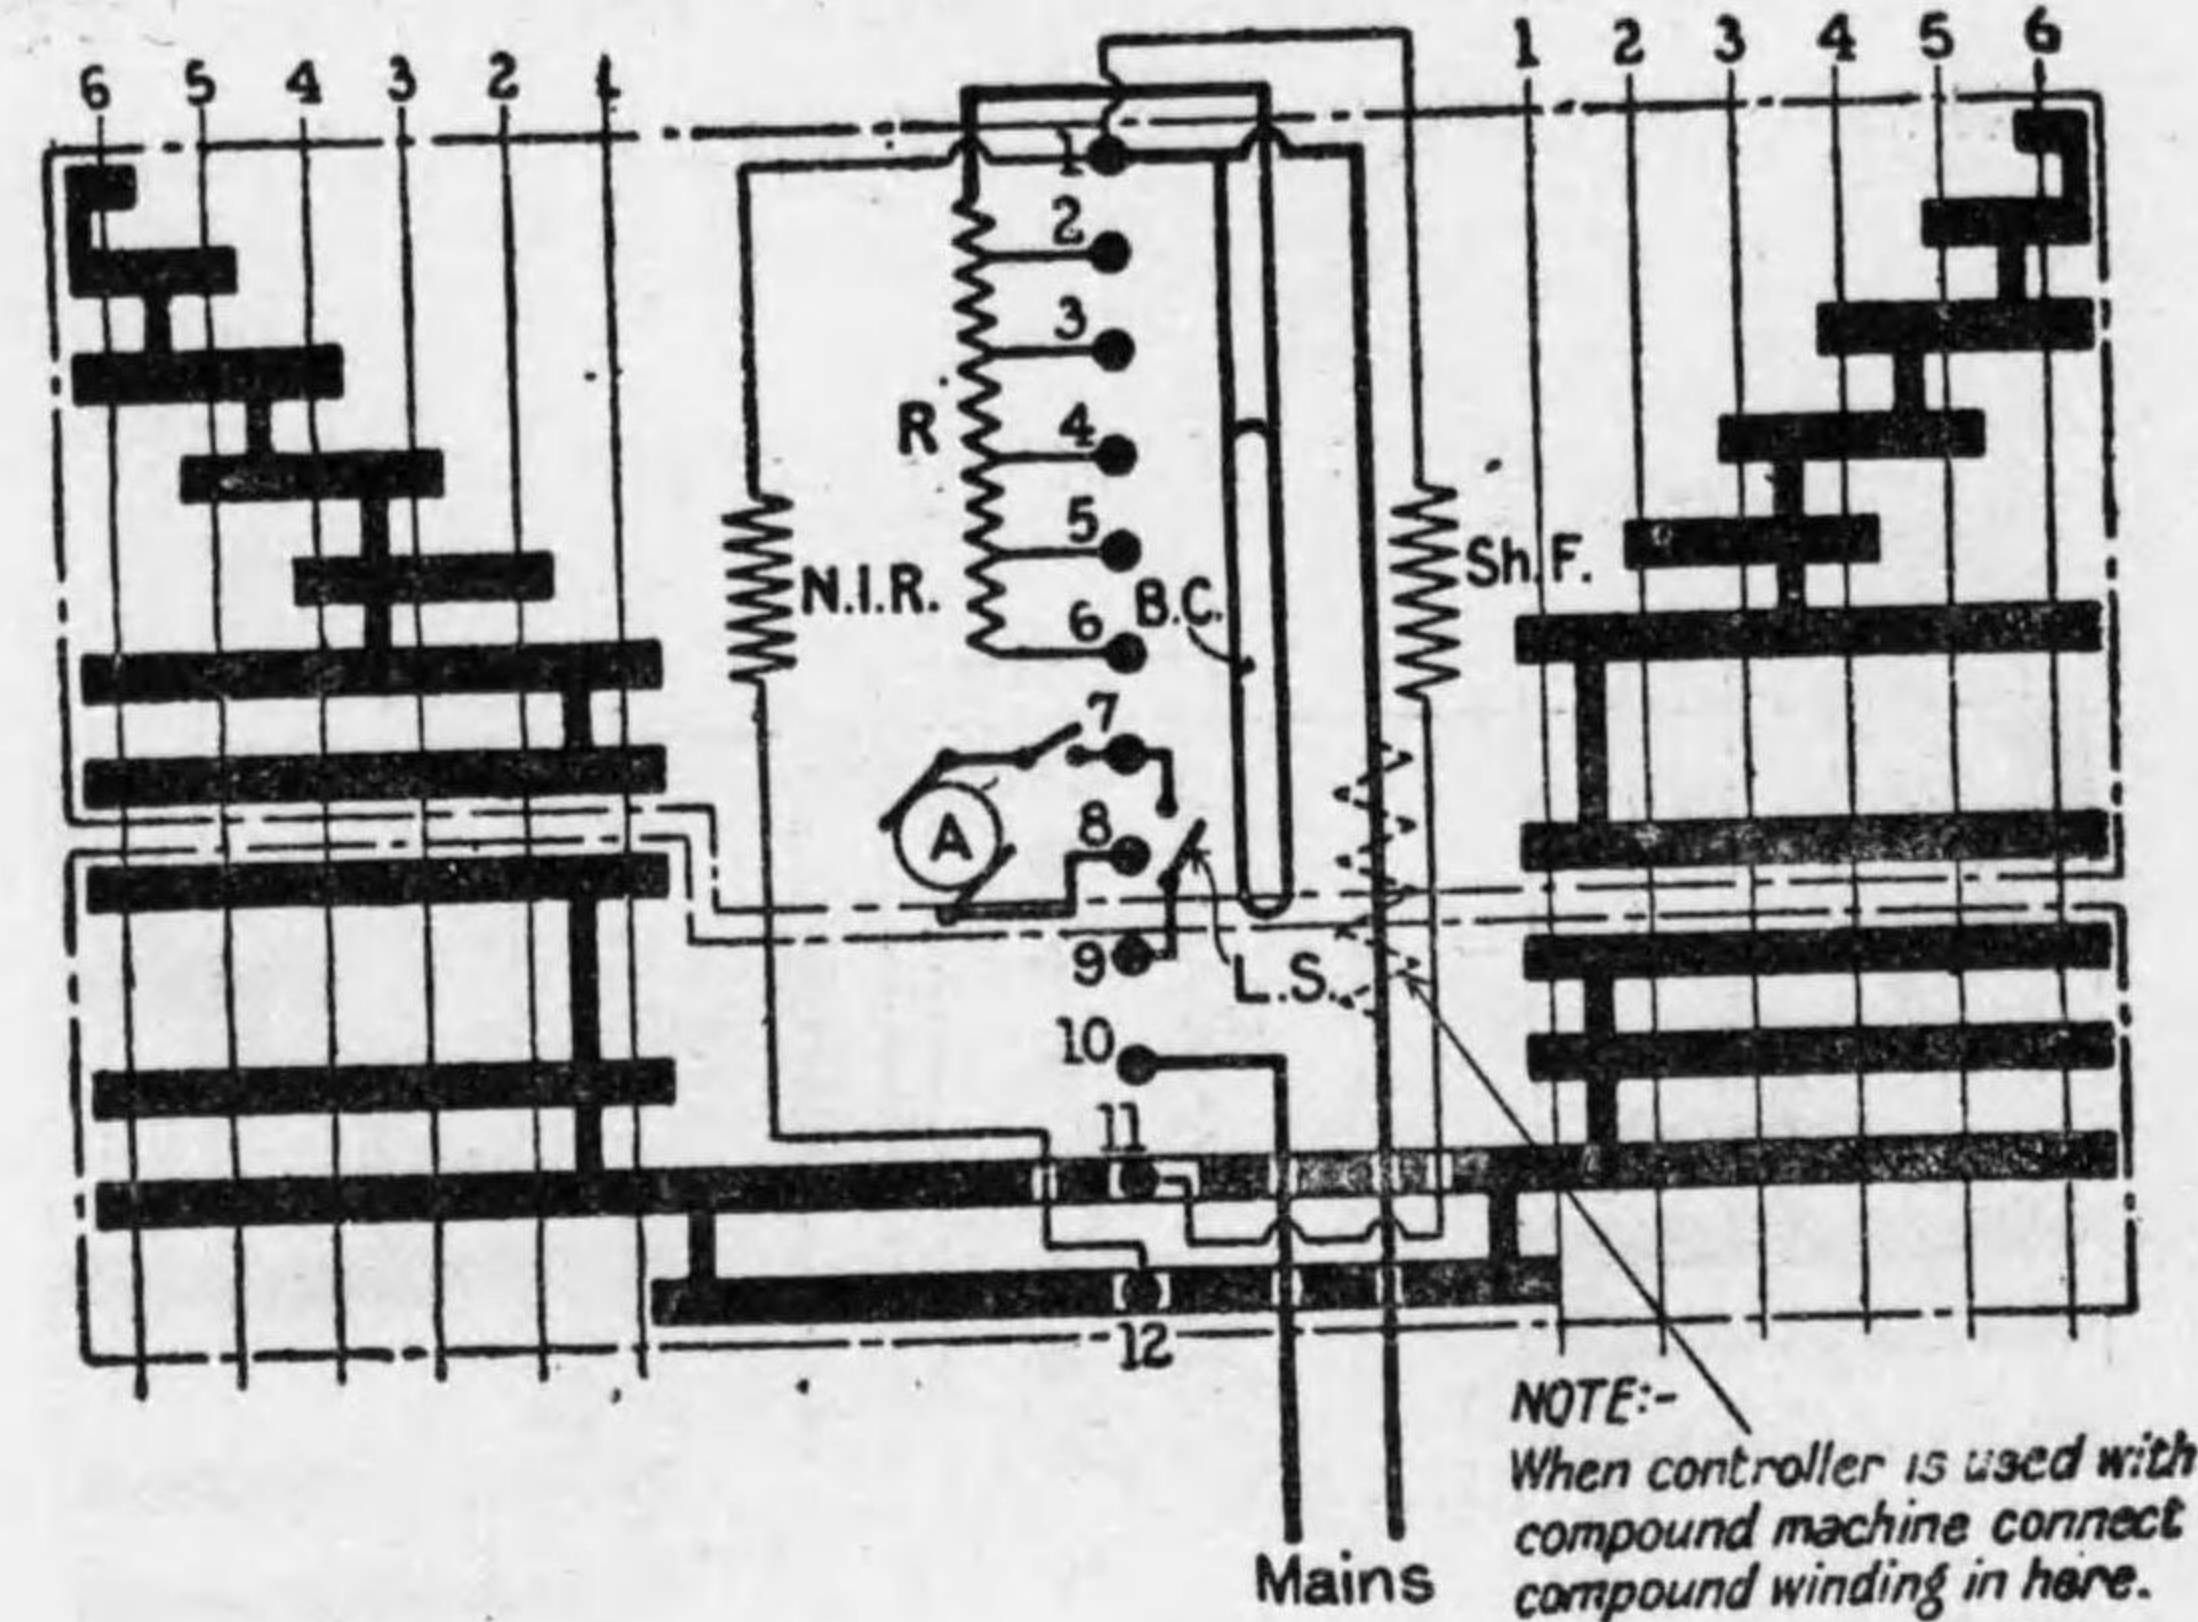 6 5 4 3 2 1
1 2 3 4 5 6
1
2
3
R
4
5
N.I.R.
6
B.C.
Sh.F.
7
A
8
9
L.S.
10
11
12
Mains
NOTE:-
When controller is used with
compound machine connect
compound winding in here.